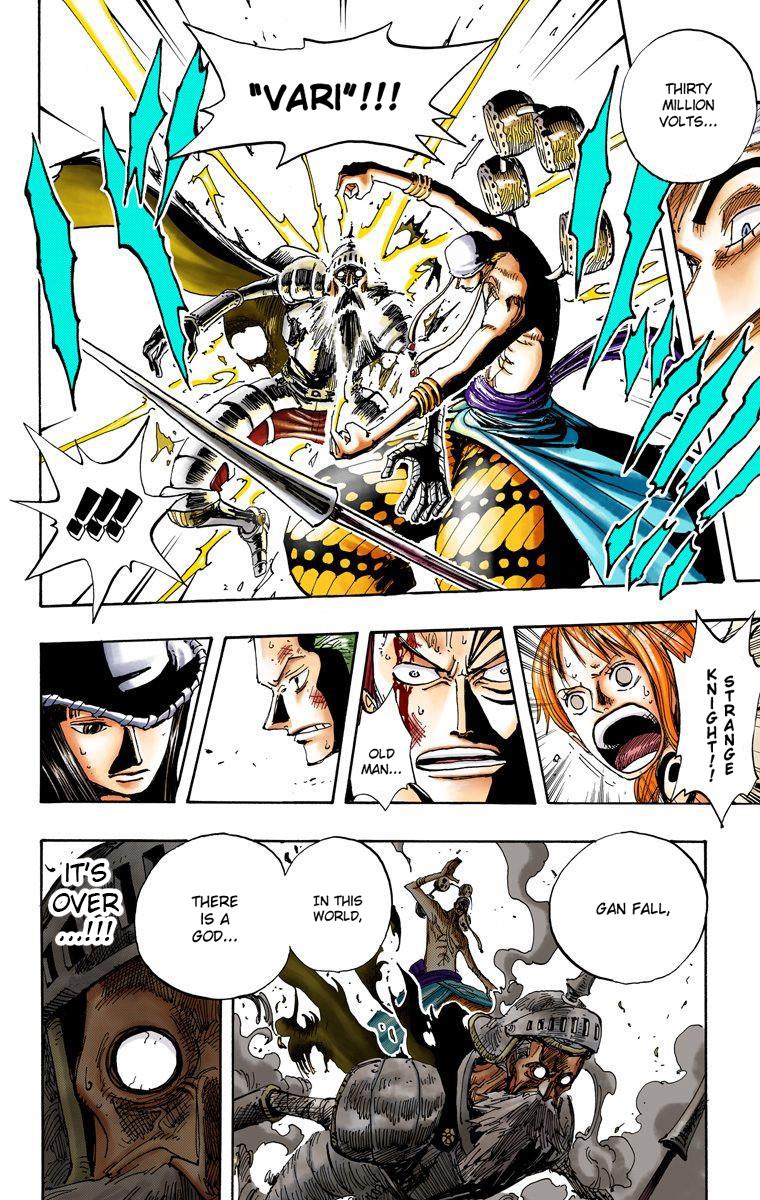 THIRTY
MILLION
VOLTS...
"VARI"!!!
!!!!
STRANGE
KNIGHT!!
OLD
MAN...
GAN FALL,
IN THIS
WORLD,
THERE
IS A
GOD...
IT'S
OVER
...!!!